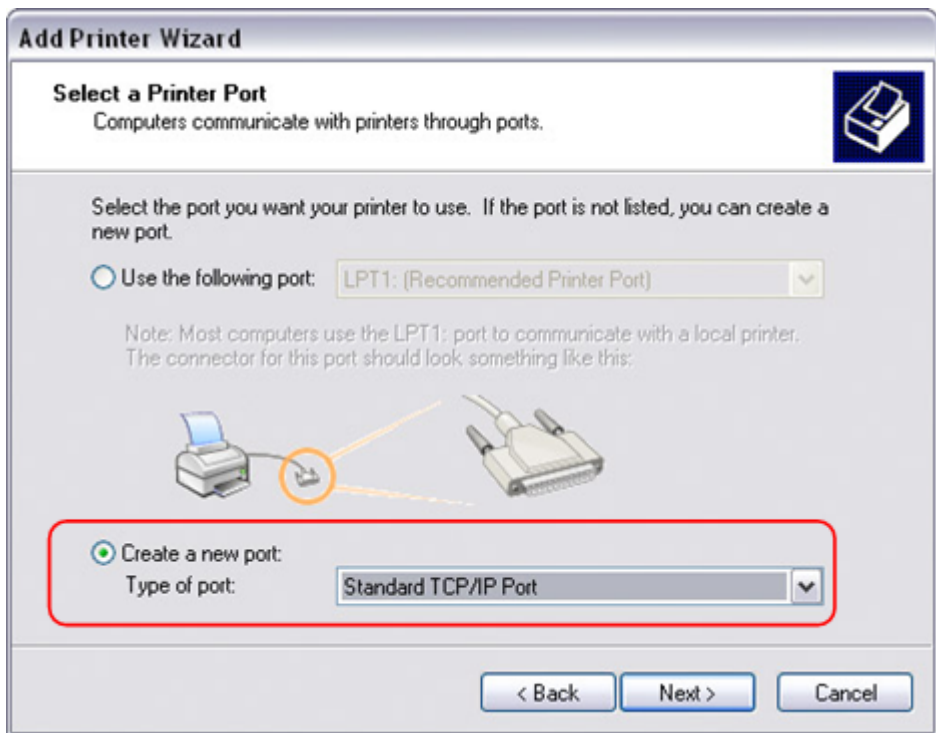 Add Printer Wizard
Select a Printer Port
Computers communicate with printers through ports.
Select the port you want your printer to use. If the port is not listed, you can create a
new port.
Use the following port: LPT1: (Recommended Printer Port)
Note: Most computers use the LPT1: port to communicate with a local printer.
The connector for this port should look something like this:
Create a new port:
Type of port: Standard TCP/IP Port
< Back Next > Cancel